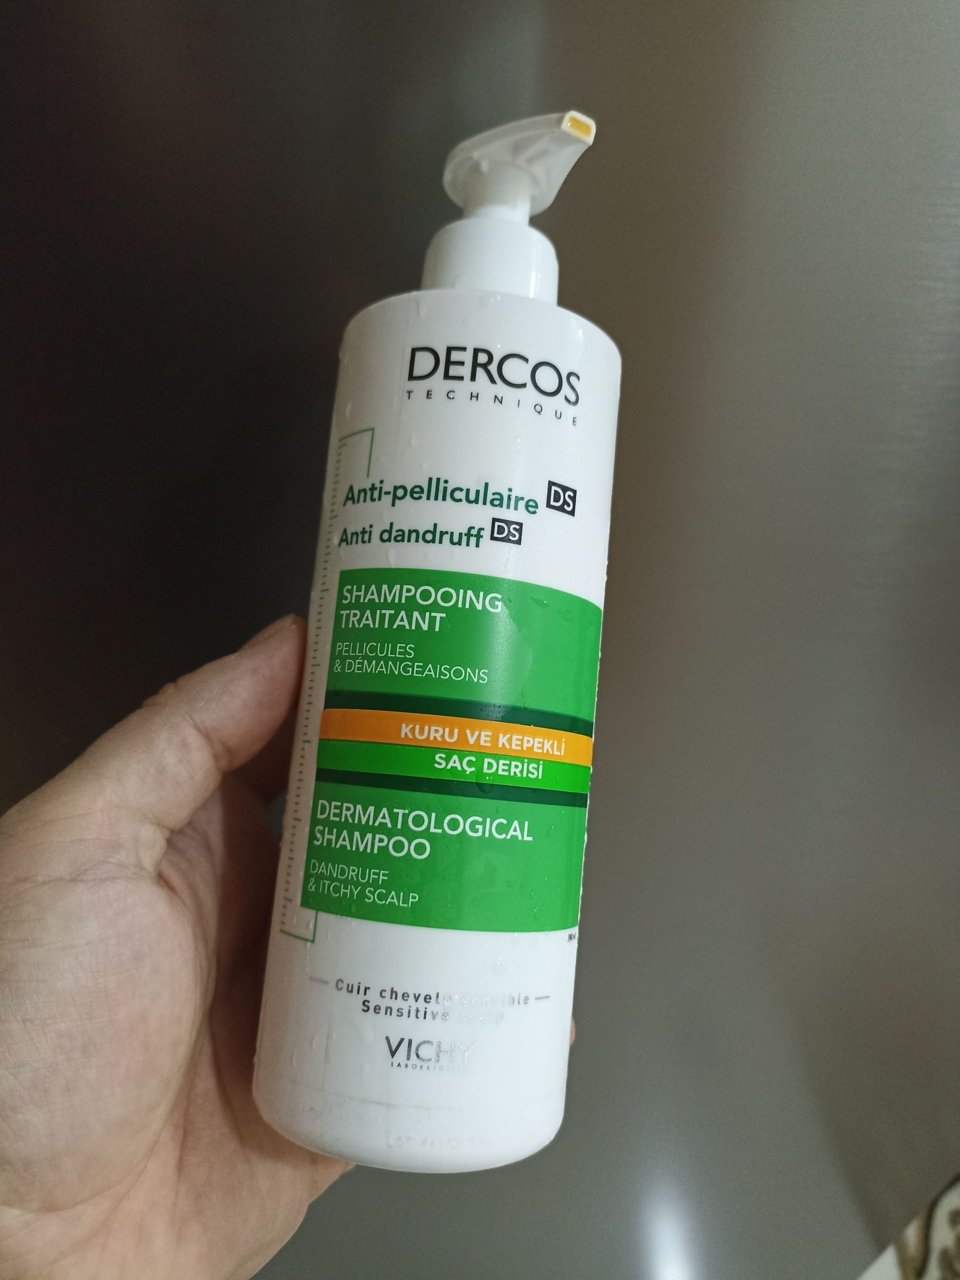 DERCOS
TECHNIQUE
Anti-pelliculaire DS
Anti dandruff DS
SHAMPOOING
TRAITANT
PELLICULES
& DÉMANGEAISONS
KURU VE KEPEKLİ
SAÇ DERİSİ
DERMATOLOGICAL
SHAMPOO
DANDRUFF
& ITCHY SCALP
Cuir
Sensitive
VICHY